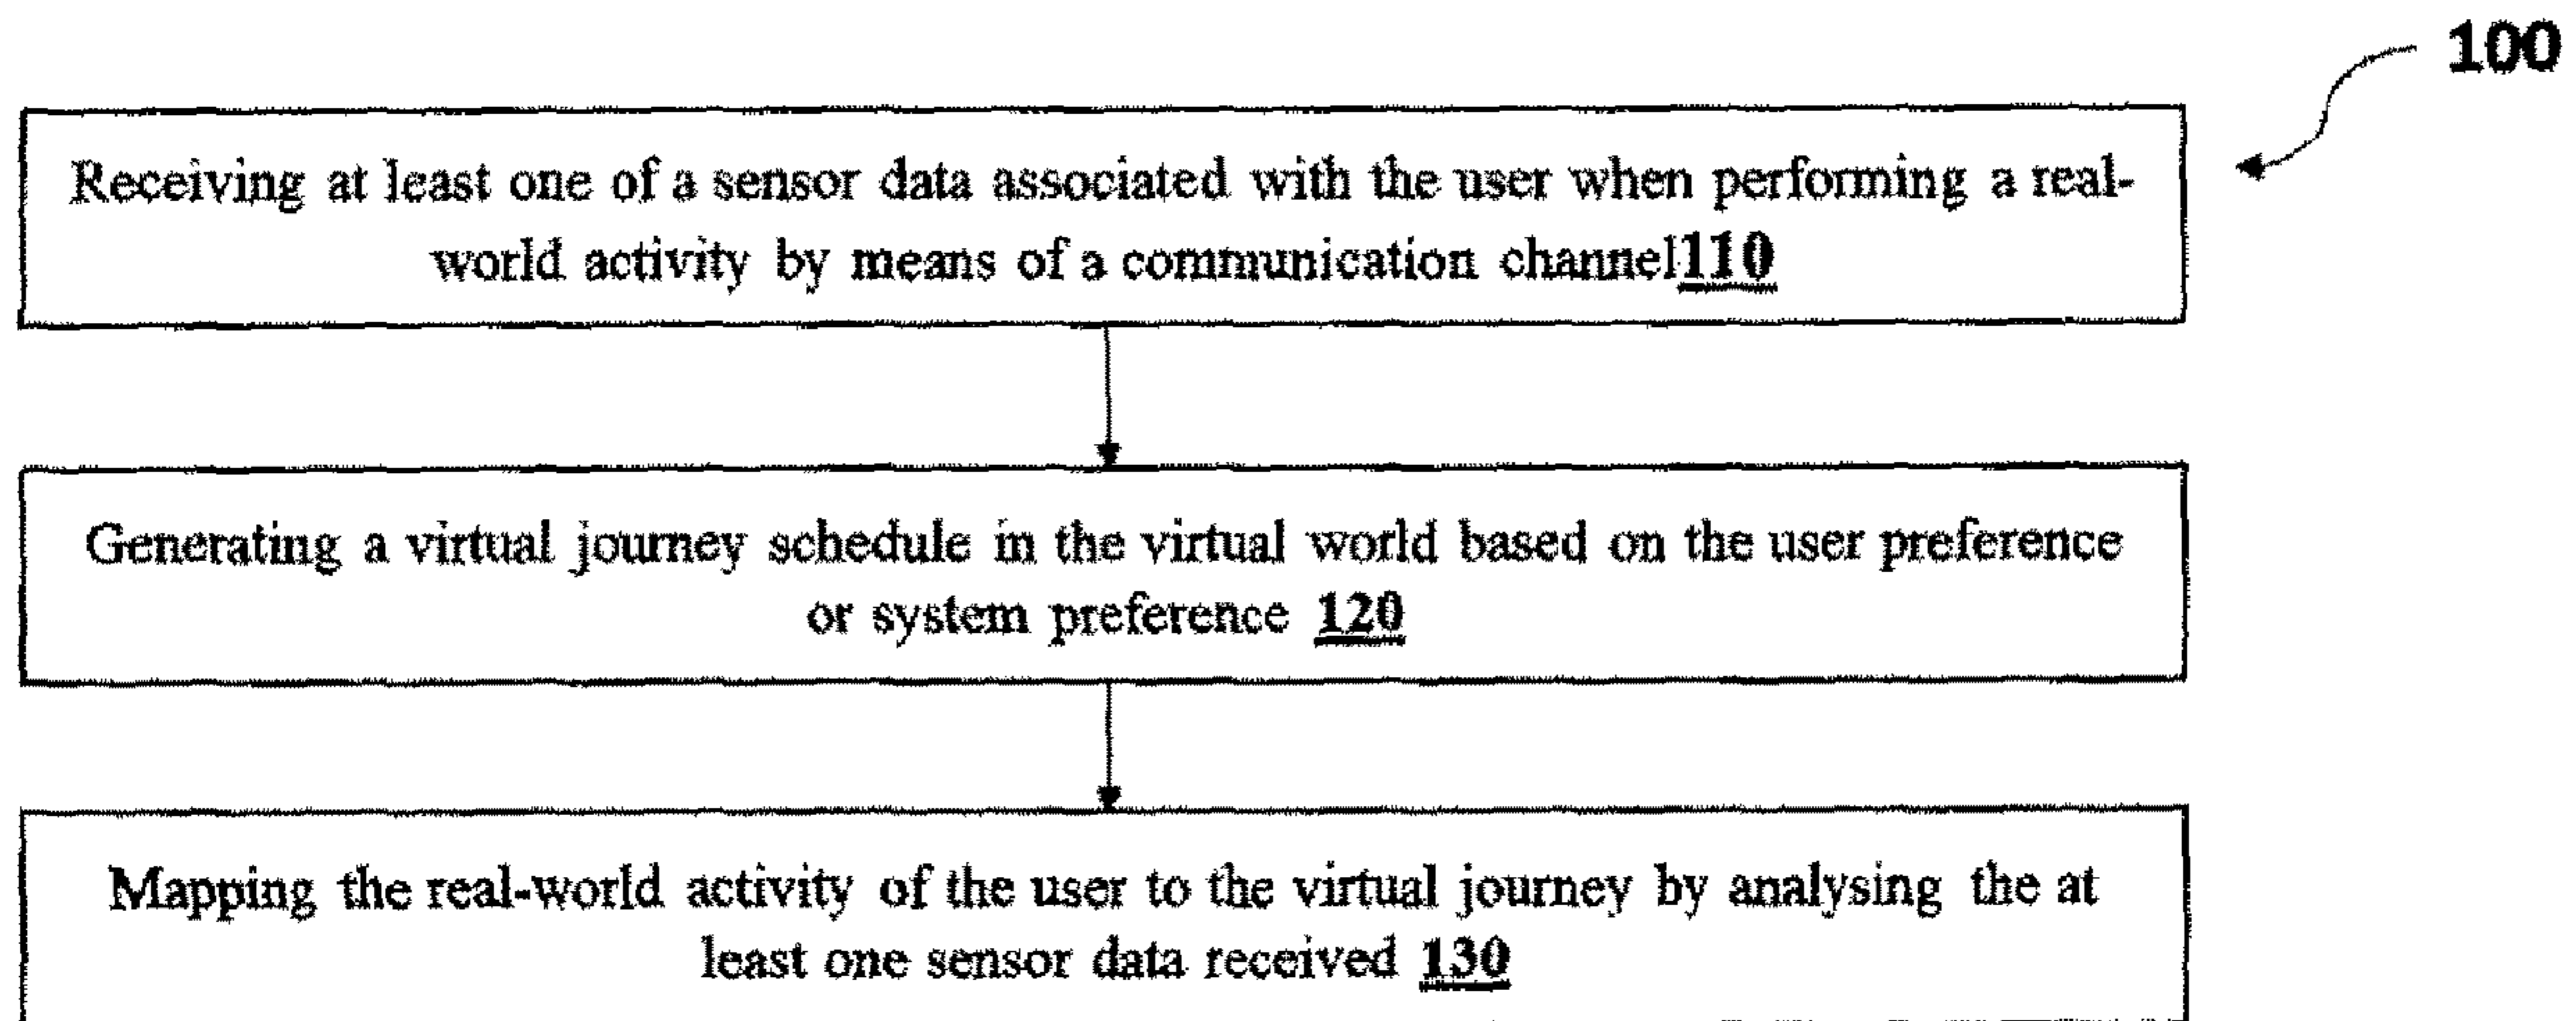 100
Receiving at least one of a sensor data associated with the user when performing a real-
world activity by means of a communication channel110
Generating a virtual journey schedule in the virtual world based on the user preference
or system preference 120
Mapping the real-world activity of the user to the virtual journey by analysing the at
least one sensor data received 130